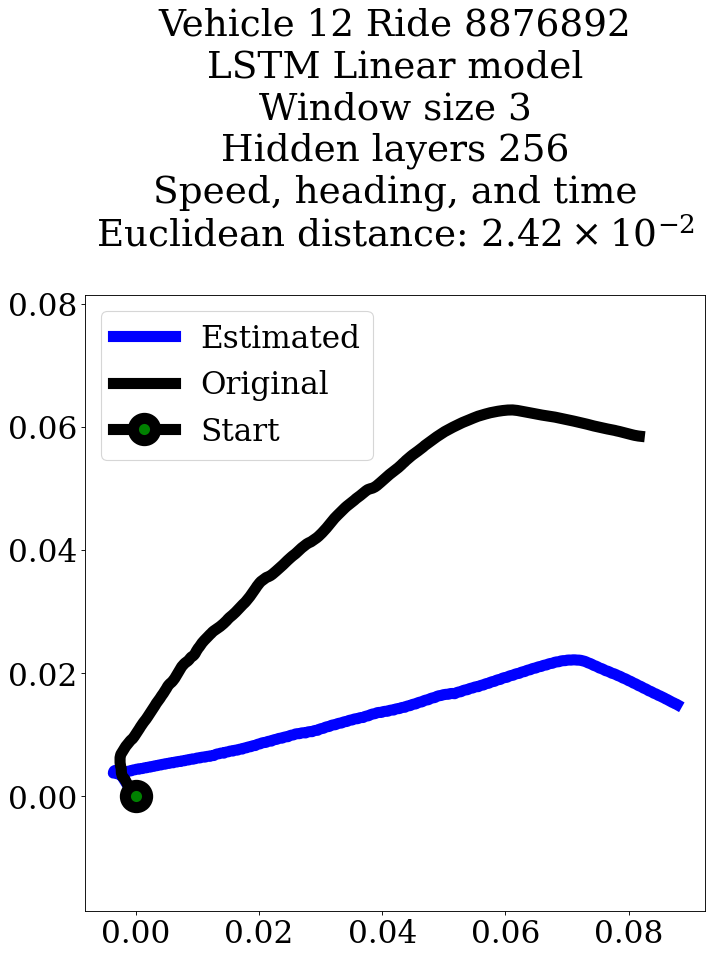 Vehicle 12 Ride 8876892
LSTM Linear model
Window size 3
Hidden layers 256
Speed, heading, and time
Euclidean distance: 2.42 × 10⁻²
0.08
Estimated
Original
Start
0.06
0.04
0.02
0.00
0.00 0.02 0.04 0.06 0.08